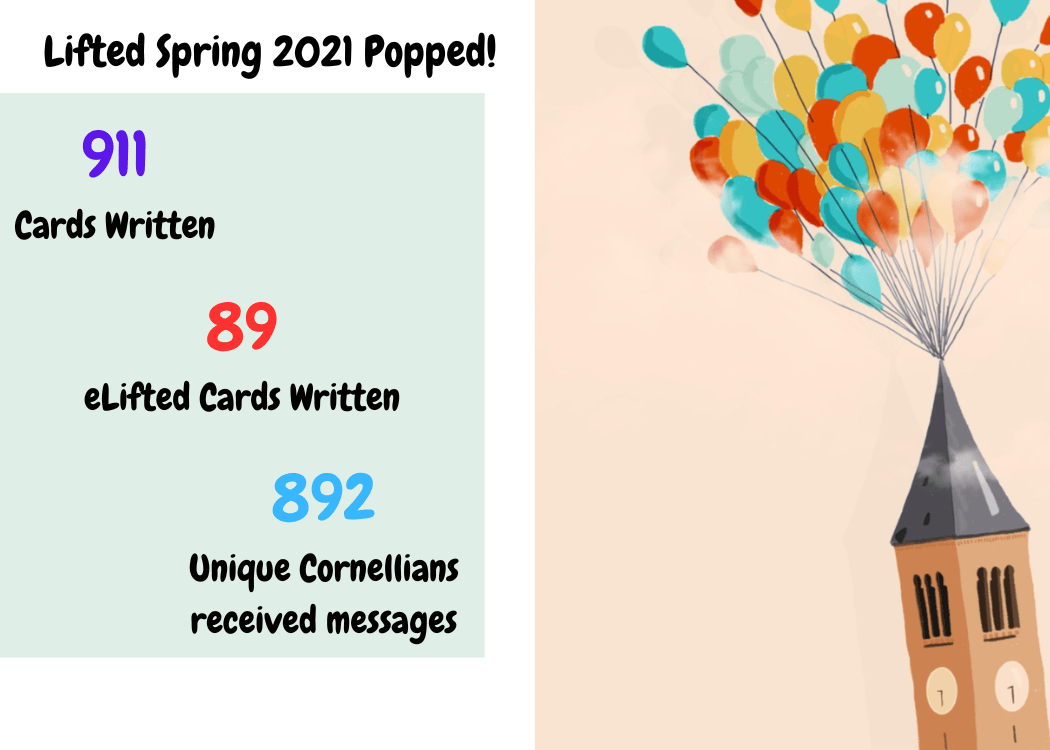 Lifted Spring 2021 Popped!
911
Cards Written
89
eLifted Cards Written
892
Unique Cornellians
received messages